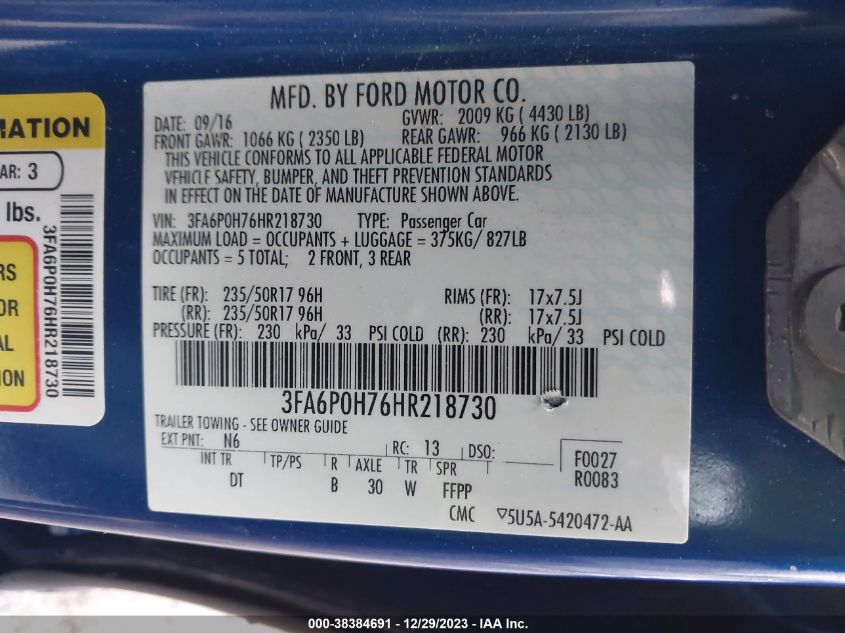 MFD. BY FORD MOTOR CO.
DATE: 09/16 GVWR: 2009 KG ( 4430 LB)
FRONT GAWR: 1066 KG ( 2350 LB) REAR GAWR: 966 KG ( 2130 LB)
THIS VEHICLE CONFORMS TO ALL APPLICABLE FEDERAL MOTOR
VEHICLE SAFETY, BUMPER, AND THEFT PREVENTION STANDARDS
IN EFFECT ON THE DATE OF MANUFACTURE SHOWN ABOVE.
VIN: 3FA6P0H76HR218730 TYPE: Passenger Car
MAXIMUM LOAD = OCCUPANTS + LUGGAGE = 375KG/ 827LB
OCCUPANTS = 5 TOTAL; 2 FRONT, 3 REAR
TIRE (FR): 235/50R17 96H RIMS (FR): 17x7.5J
(RR): 235/50R17 96H (RR): 17x7.5J
PRESSURE (FR): 230 kPa/ 33 PSI COLD (RR): 230 kPa/ 33 PSI COLD
3FA6P0H76HR218730
TRAILER TOWING - SEE OWNER GUIDE
EXT PNT: N6 RC: 13 DSO: F0027
INT TR TP/PS R AXLE TR SPR R0083
DT B 30 W FFPP
CMC ▽5U5A-5420472-AA
MATION
AR: 3
lbs.
RS
OR
AL
ION
3FA6P0H76HR218730
000-38384691 - 12/29/2023 - IAA Inc.